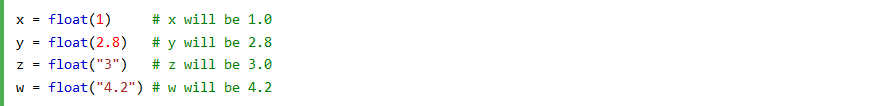 x = float(1)     # x will be 1.0
y = float(2.8)   # y will be 2.8
z = float("3")   # z will be 3.0
w = float("4.2") # w will be 4.2